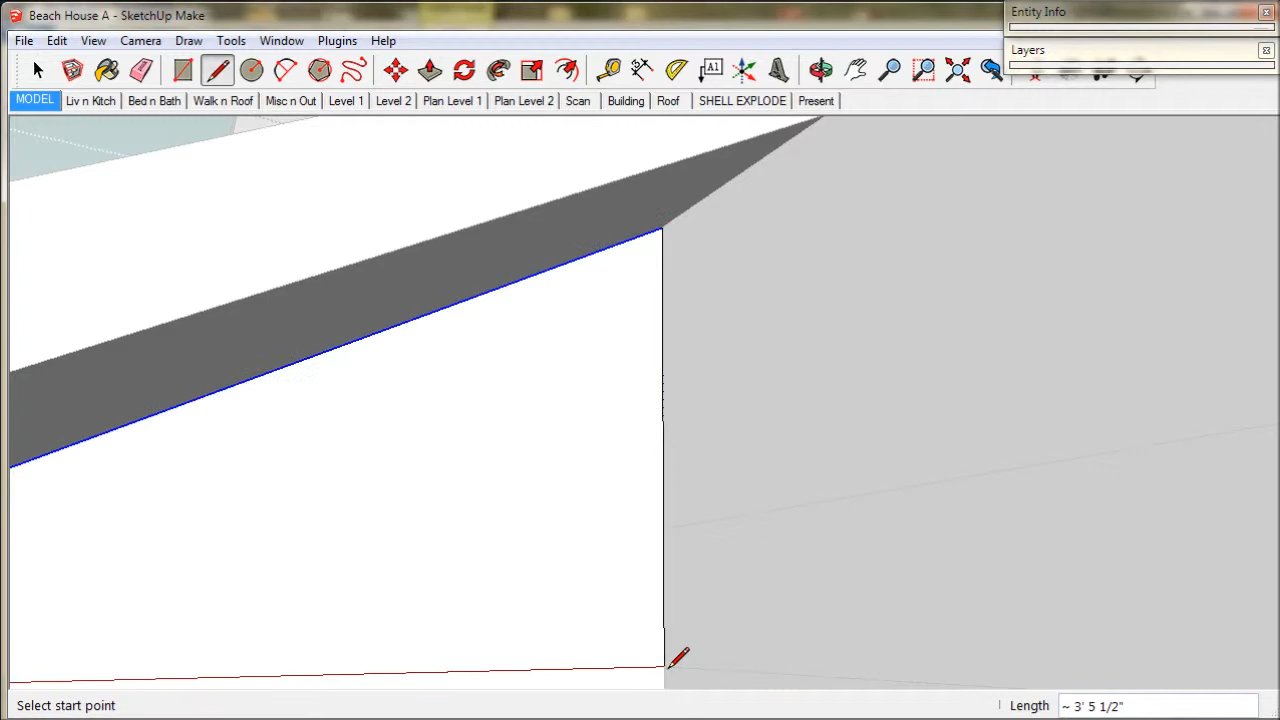 Beach House A - SketchUp Make
Entity Info
File Edit View Camera Draw Tools Window Plugins Help
Layers
A1
MODEL Liv n Kitch Bed n Bath Walk n Roof Misc n Out Level 1 Level 2 Plan Level 1 Plan Level 2 Scan Building Roof SHELL EXPLODE Present
Select start point Length ~ 3' 5 1/2"